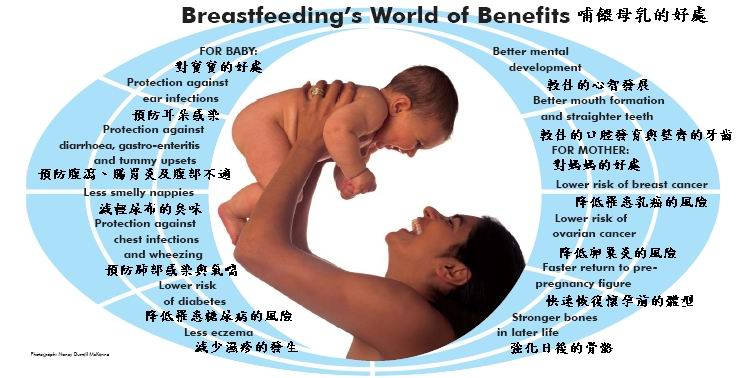 Breastfeeding's World of Benefits 哺餵母乳的好處
FOR BABY:
對寶寶的好處
Protection against
ear infections
預防耳朵感染
Protection against
diarrhoea, gastro-enteritis
and tummy upsets
預防腹瀉、腸胃炎及腹部不適
Less smelly nappies
減輕尿布的臭味
Protection against
chest infections
and wheezing
預防肺部感染與氣喘
Lower risk
of diabetes
降低罹患糖尿病的風險
Less eczema
減少濕疹的發生
Better mental
development
較佳的心智發展
Better mouth formation
and straighter teeth
較佳的口腔發育與整齊的牙齒
FOR MOTHER:
對媽媽的好處
Lower risk of breast cancer
降低罹患乳癌的風險
Lower risk of
ovarian cancer
降低卵巢炎的風險
Faster return to pre-
pregnancy figure
快速恢復懷孕前的體型
Stronger bones
in later life
強化日後的骨骼
Photograph: Nancy Durrell McKenna